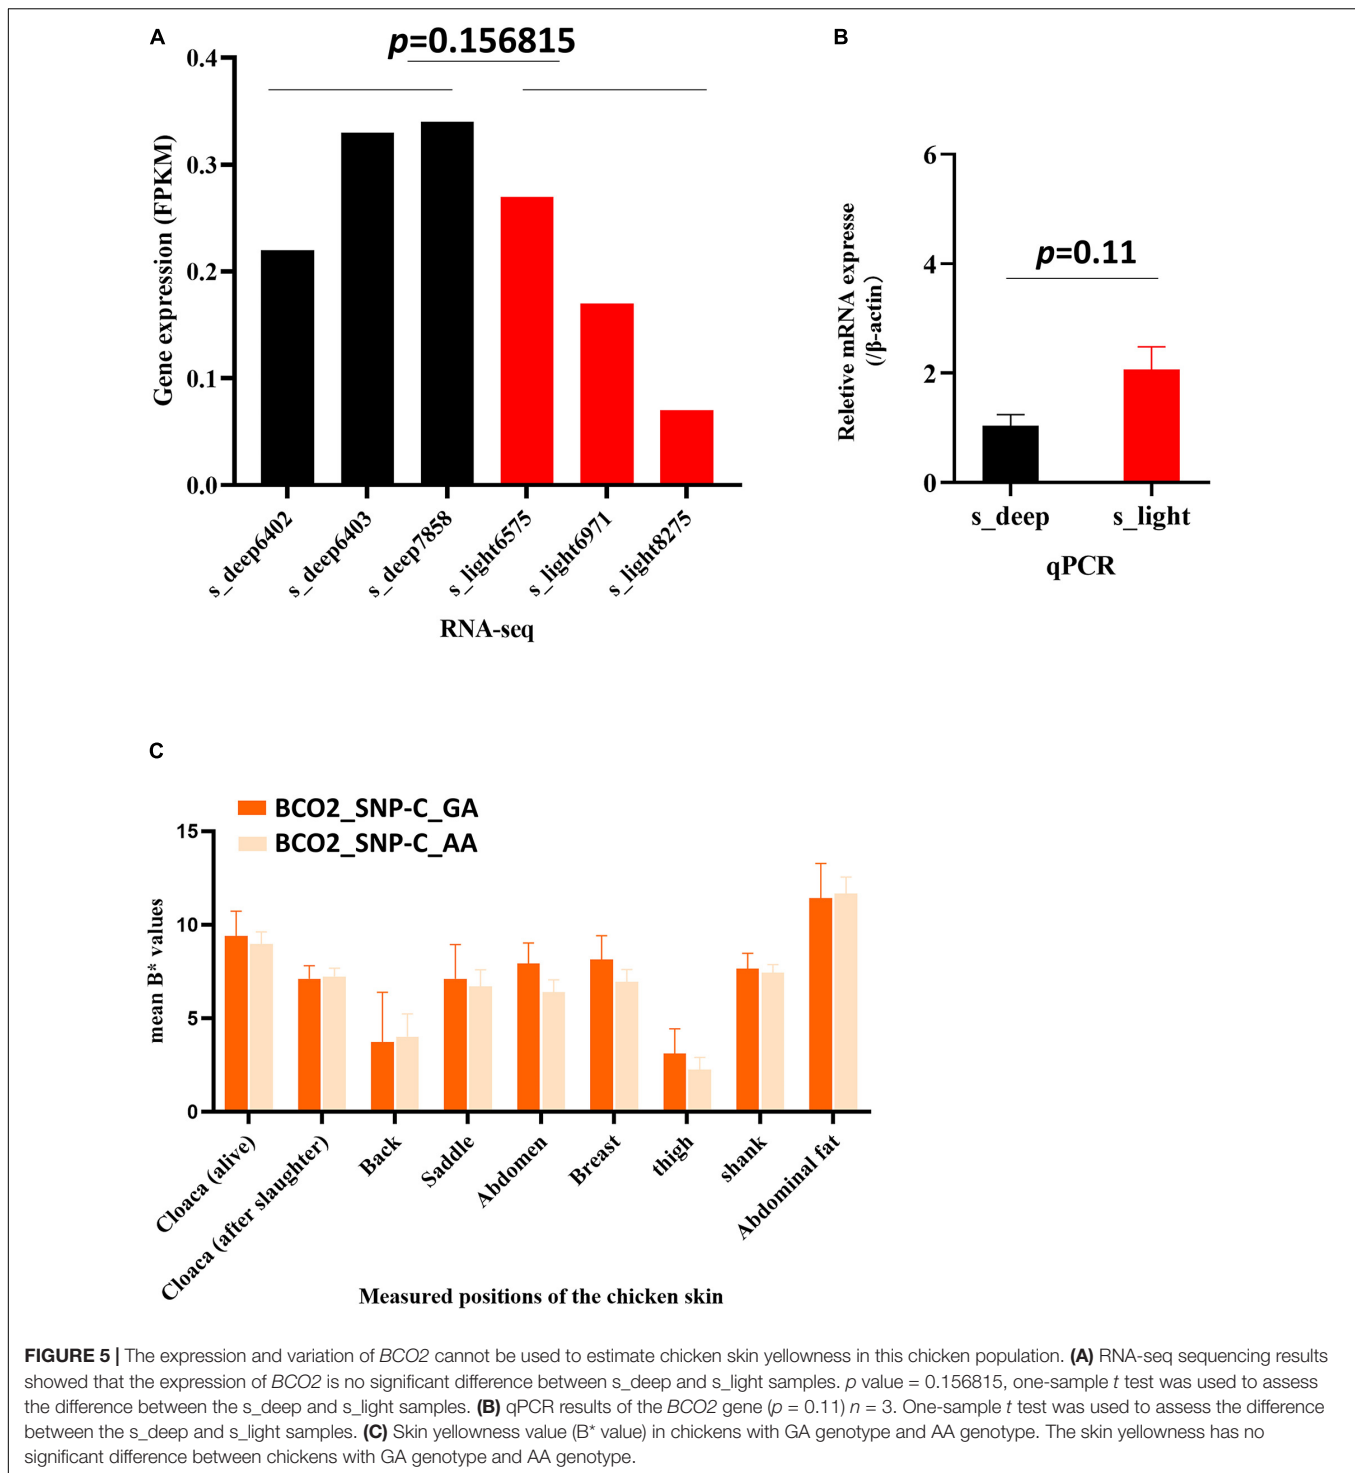 A
p=0.156815
0.4
0.3
0.2
0.1
0.0
Gene expression (FPKM)
s_deep6402
s_deep6403
s_deep7858
s_light6575
s_light6971
s_light8275
RNA-seq
B
6
4
2
0
Reletive mRNA expresse
(/β-actin)
p=0.11
s_deep
s_light
qPCR
C
BCO2_SNP-C_GA
BCO2_SNP-C_AA
15
10
5
0
mean B* values
Cloaca (alive)
Cloaca (after slaughter)
Back
Saddle
Abdomen
Breast
thigh
shank
Abdominal fat
Measured positions of the chicken skin
FIGURE 5 | The expression and variation of BCO2 cannot be used to estimate chicken skin yellowness in this chicken population. (A) RNA-seq sequencing results
showed that the expression of BCO2 is no significant difference between s_deep and s_light samples. p value = 0.156815, one-sample t test was used to assess
the difference between the s_deep and s_light samples. (B) qPCR results of the BCO2 gene (p = 0.11) n = 3. One-sample t test was used to assess the difference
between the s_deep and s_light samples. (C) Skin yellowness value (B* value) in chickens with GA genotype and AA genotype. The skin yellowness has no
significant difference between chickens with GA genotype and AA genotype.